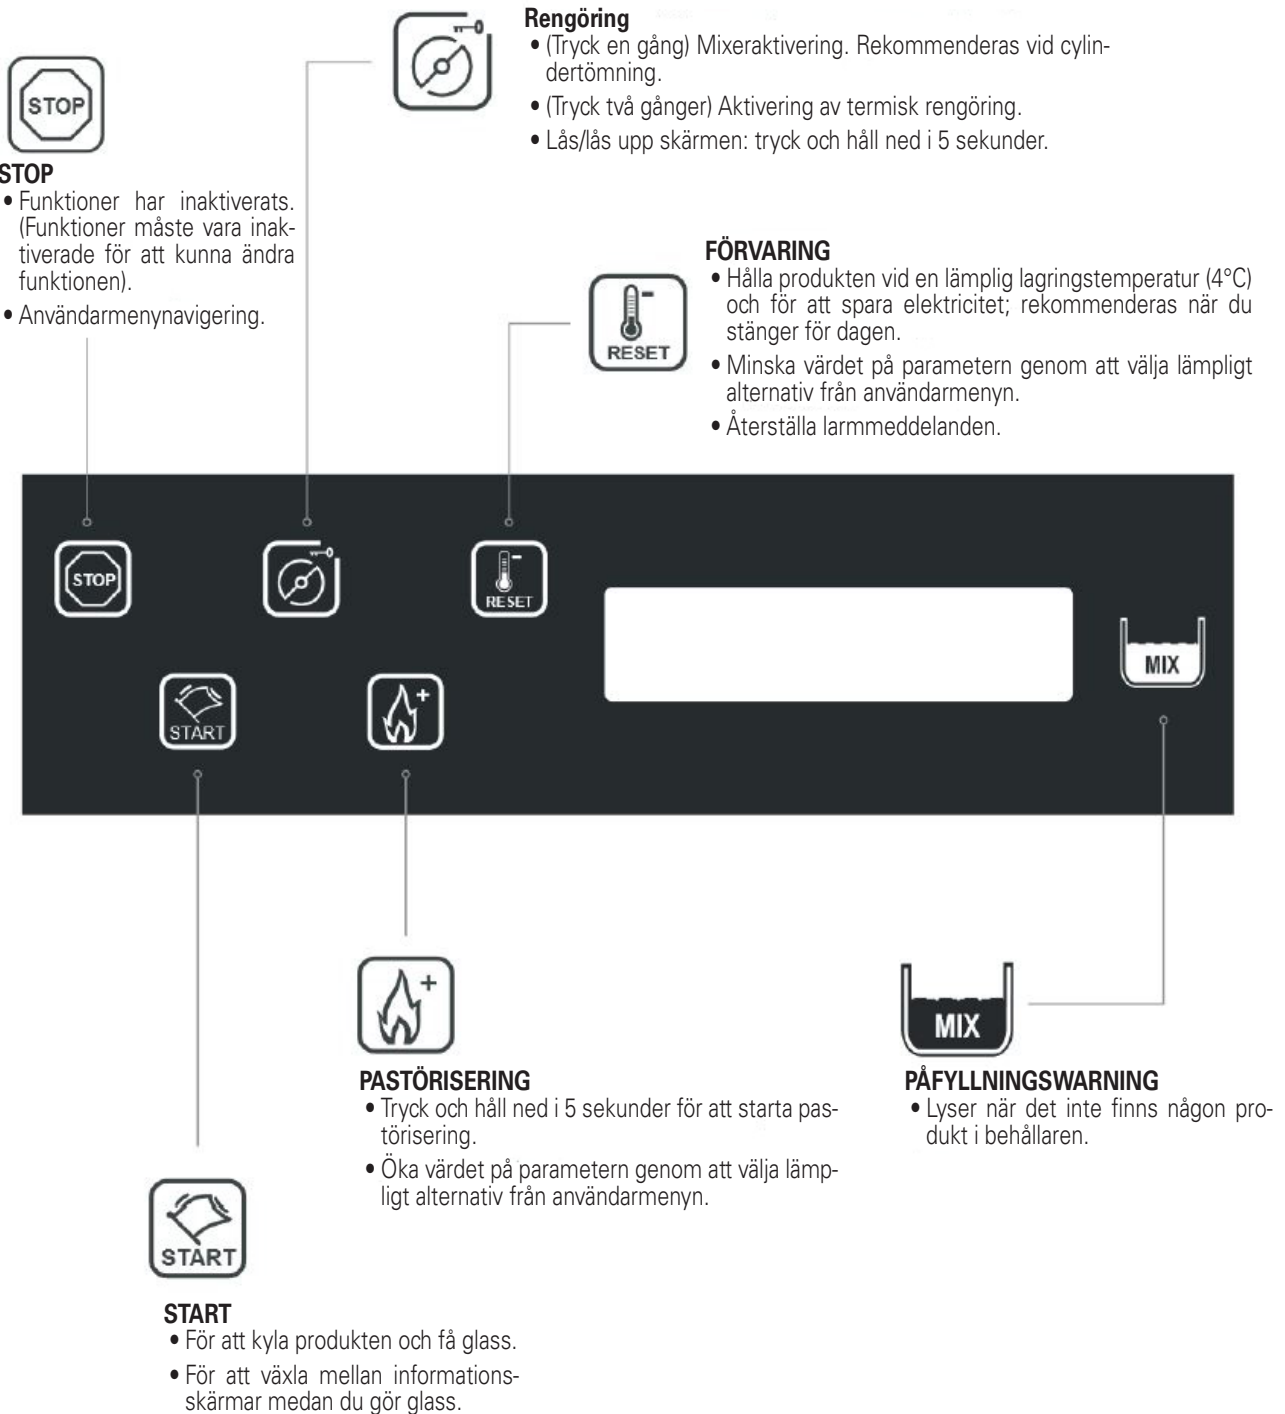 Rengöring
• (Tryck en gång) Mixeraktivering. Rekommenderas vid cylin-
dertömning.
• (Tryck två gånger) Aktivering av termisk rengöring.
• Lås/lås upp skärmen: tryck och håll ned i 5 sekunder.
STOP
STOP
• Funktioner har inaktiverats.
(Funktioner måste vara inak-
tiverade för att kunna ändra
funktionen).
• Användarmenynavigering.
RESET
FÖRVARING
• Hålla produkten vid en lämplig lagringstemperatur (4°C)
och för att spara elektricitet; rekommenderas när du
stänger för dagen.
• Minska värdet på parametern genom att välja lämpligt
alternativ från användarmenyn.
• Återställa larmmeddelanden.
STOP
RESET
MIX
START
PASTÖRISERING
• Tryck och håll ned i 5 sekunder för att starta pas-
törisering.
• Öka värdet på parametern genom att välja lämp-
ligt alternativ från användarmenyn.
MIX
PÅFYLLNINGSWARNING
• Lyser när det inte finns någon pro-
dukt i behållaren.
START
START
• För att kyla produkten och få glass.
• För att växla mellan informations-
skärmar medan du gör glass.